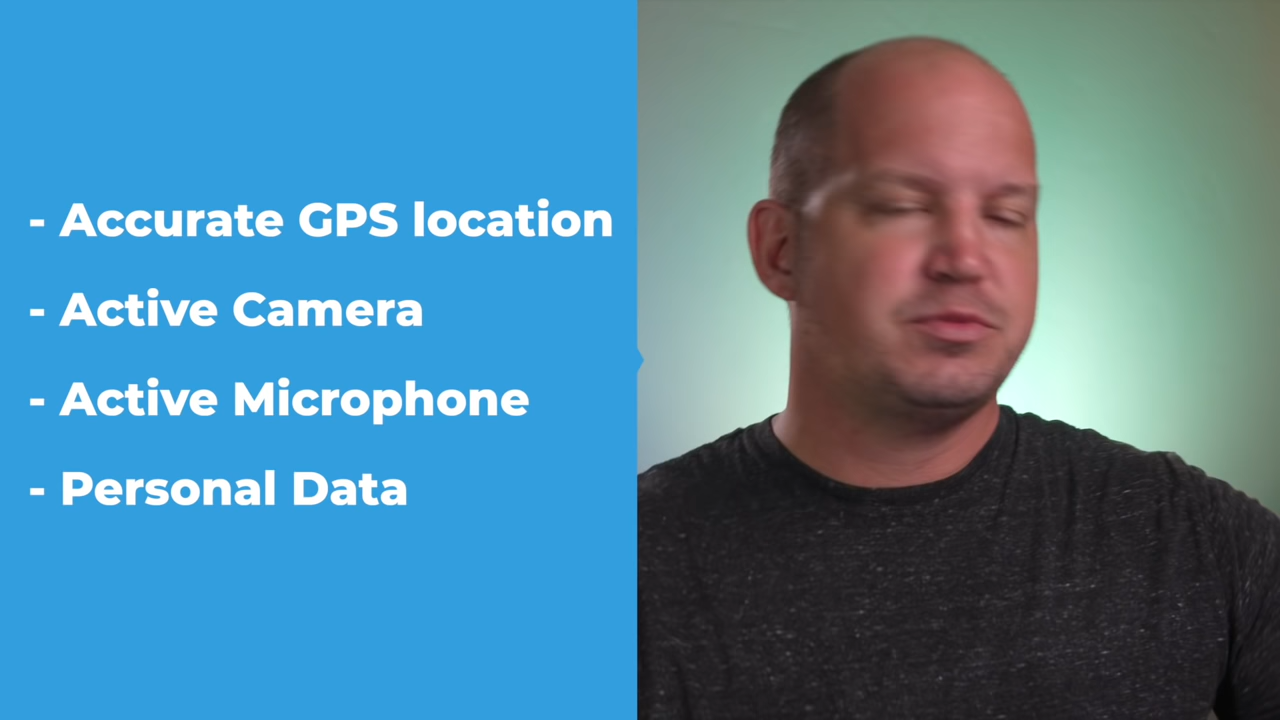 - Accurate GPS location
- Active Camera
- Active Microphone
- Personal Data